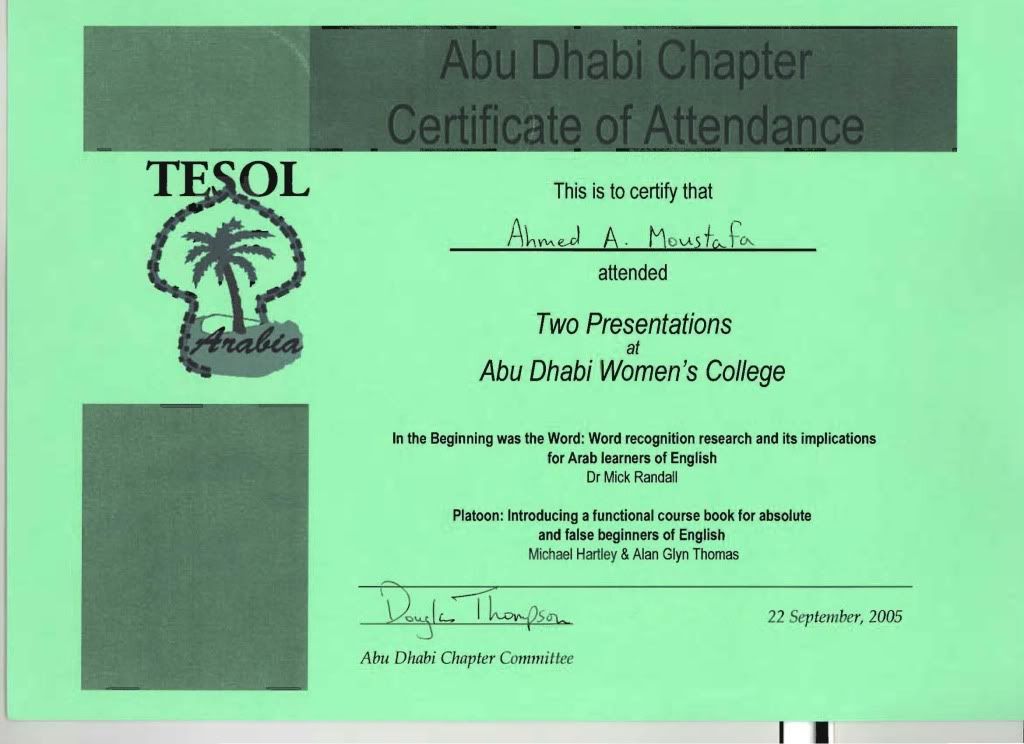 Abu Dhabi Chapter
Certificate of Attendance
TESOL
Arabia
This is to certify that
Ahmed A. Moustafa
attended
Two Presentations
at
Abu Dhabi Women's College
In the Beginning was the Word: Word recognition research and its implications
for Arab learners of English
Dr Mick Randall
Platoon: Introducing a functional course book for absolute
and false beginners of English
Michael Hartley & Alan Glyn Thomas
Douglas Thompson
22 September, 2005
Abu Dhabi Chapter Committee